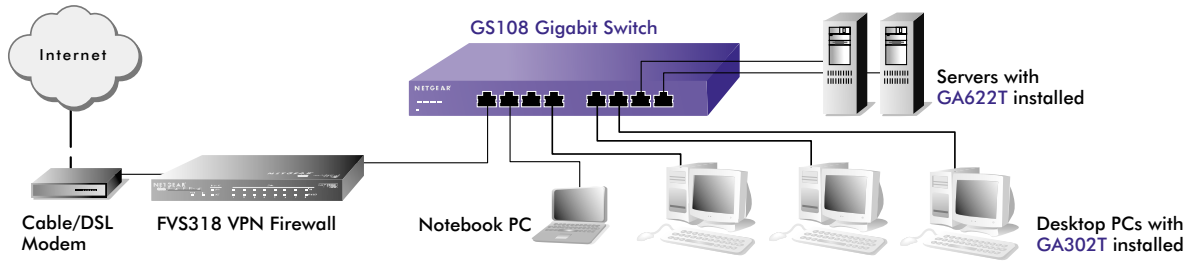 GS108 Gigabit Switch
Internet
NETGEAR
Servers with
GA622T installed
NETGEAR
Cable/DSL
Modem
FVS318 VPN Firewall
Notebook PC
Desktop PCs with
GA302T installed